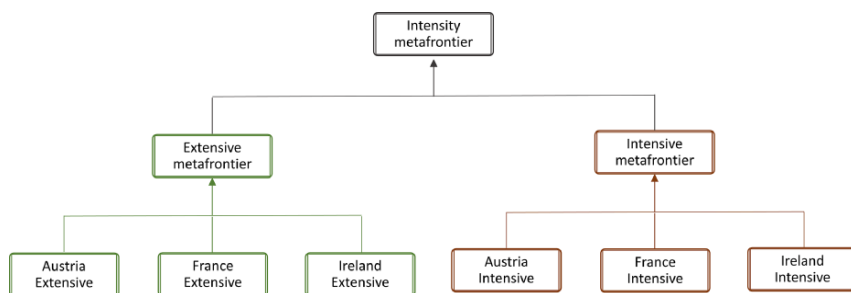 Intensity
metafrontier
Extensive
metafrontier
Intensive
metafrontier
Austria
Extensive
France
Extensive
Ireland
Extensive
Austria
Intensive
France
Intensive
Ireland
Intensive